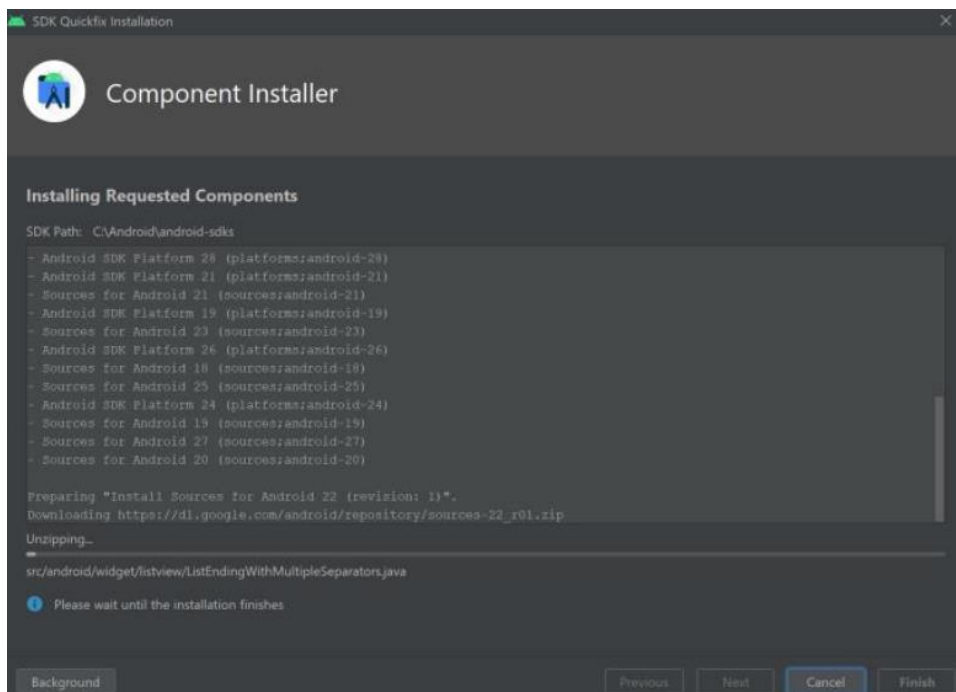 SDK Quickfix Installation
Component Installer
Installing Requested Components
SDK Path: C:\Android\android-sdks
- Android SDK Platform 28 (platforms;android-28)
- Android SDK Platform 21 (platforms;android-21)
- Sources for Android 21 (sources;android-21)
- Android SDK Platform 19 (platforms;android-19)
- Sources for Android 23 (sources;android-23)
- Android SDK Platform 26 (platforms;android-26)
- Sources for Android 18 (sources;android-18)
- Sources for Android 25 (sources;android-25)
- Android SDK Platform 24 (platforms;android-24)
- Sources for Android 19 (sources;android-19)
- Sources for Android 27 (sources;android-27)
- Sources for Android 20 (sources;android-20)
Preparing "Install Sources for Android 22 (revision: 1)".
Downloading https://dl.google.com/android/repository/sources-22_r01.zip
Unzipping...
src/android/widget/listview/ListEndingWithMultipleSeparators.java
Please wait until the installation finishes
Background Previous Next Cancel Finish